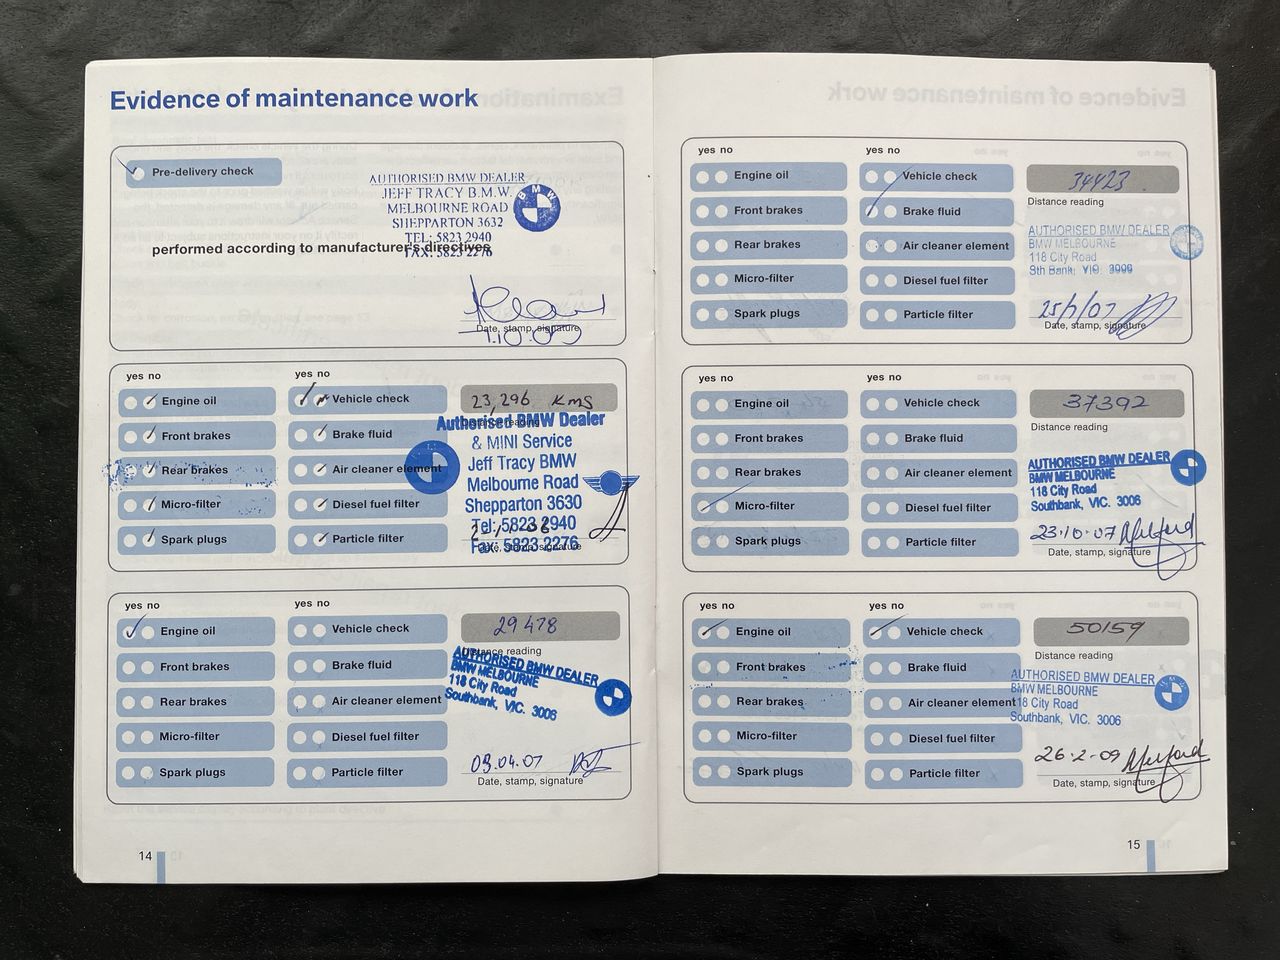 Evidence of maintenance work
Pre-delivery check
AUTHORISED BMW DEALER
JEFF TRACY B.M.W.
MELBOURNE ROAD
SHEPPARTON 3632
TEL: 5823 2940
FAX: 5823 2276
BMW
performed according to manufacturer's directives
Date, stamp, signature
yes no
yes no
Engine oil
Vehicle check
23,296 KMS
Distance reading
Front brakes
Brake fluid
Rear brakes
Air cleaner element
Micro-filter
Diesel fuel filter
Spark plugs
Particle filter
Authorised BMW Dealer
& MINI Service
Jeff Tracy BMW
Melbourne Road
Shepparton 3630
Tel: 5823 2940
Fax: 5823 2276
Date, stamp, signature
yes no
yes no
Engine oil
Vehicle check
29478
Distance reading
Front brakes
Brake fluid
Rear brakes
Air cleaner element
Micro-filter
Diesel fuel filter
Spark plugs
Particle filter
AUTHORISED BMW DEALER
BMW MELBOURNE
118 City Road
Southbank, VIC. 3006
03.04.07
Date, stamp, signature
14
yes no
yes no
Engine oil
Vehicle check
34423
Distance reading
Front brakes
Brake fluid
Rear brakes
Air cleaner element
Micro-filter
Diesel fuel filter
Spark plugs
Particle filter
AUTHORISED BMW DEALER
BMW MELBOURNE
118 City Road
Sth Bank, VIC.
Date, stamp, signature
yes no
yes no
Engine oil
Vehicle check
37392
Distance reading
Front brakes
Brake fluid
Rear brakes
Air cleaner element
Micro-filter
Diesel fuel filter
Spark plugs
Particle filter
AUTHORISED BMW DEALER
BMW MELBOURNE
118 City Road
Southbank, VIC. 3006
23.10.07
Date, stamp, signature
yes no
yes no
Engine oil
Vehicle check
50159
Distance reading
Front brakes
Brake fluid
Rear brakes
Air cleaner element
Micro-filter
Diesel fuel filter
Spark plugs
Particle filter
AUTHORISED BMW DEALER
BMW MELBOURNE
118 City Road
Southbank, VIC. 3006
26.2.09
Date, stamp, signature
15